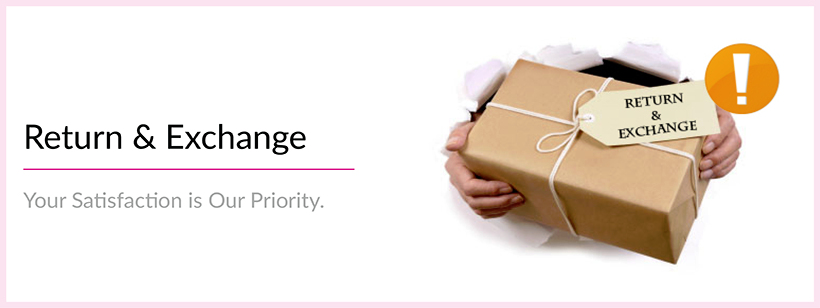 Return & Exchange
Your Satisfaction is Our Priority.
RETURN
&
EXCHANGE
!